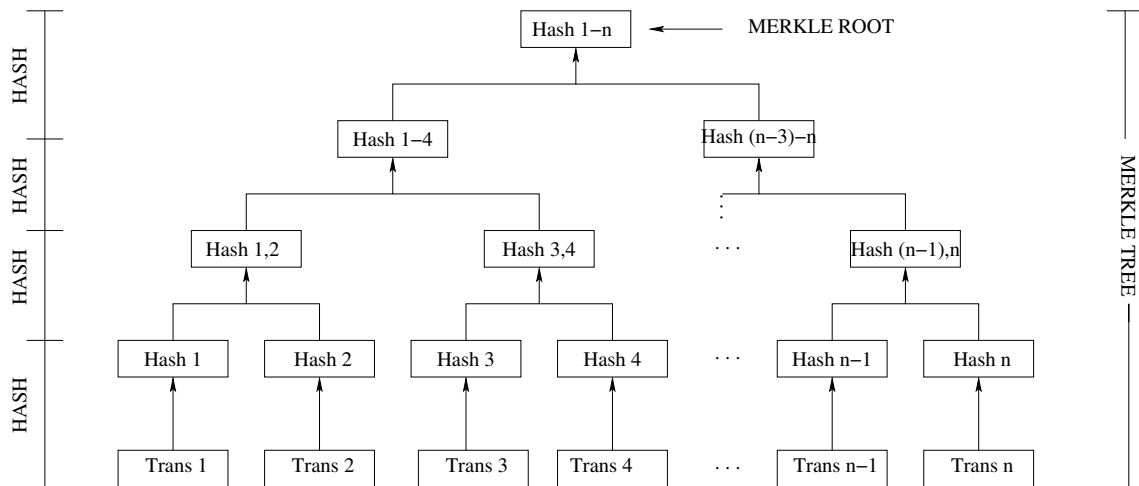 Hash 1−n
MERKLE ROOT
HASH
Hash 1−4
Hash (n−3)−n
HASH
Hash 1,2
Hash 3,4
. . .
Hash (n−1),n
HASH
MERKLE TREE
Hash 1
Hash 2
Hash 3
Hash 4
. . .
Hash n−1
Hash n
HASH
Trans 1
Trans 2
Trans 3
Trans 4
. . .
Trans n−1
Trans n